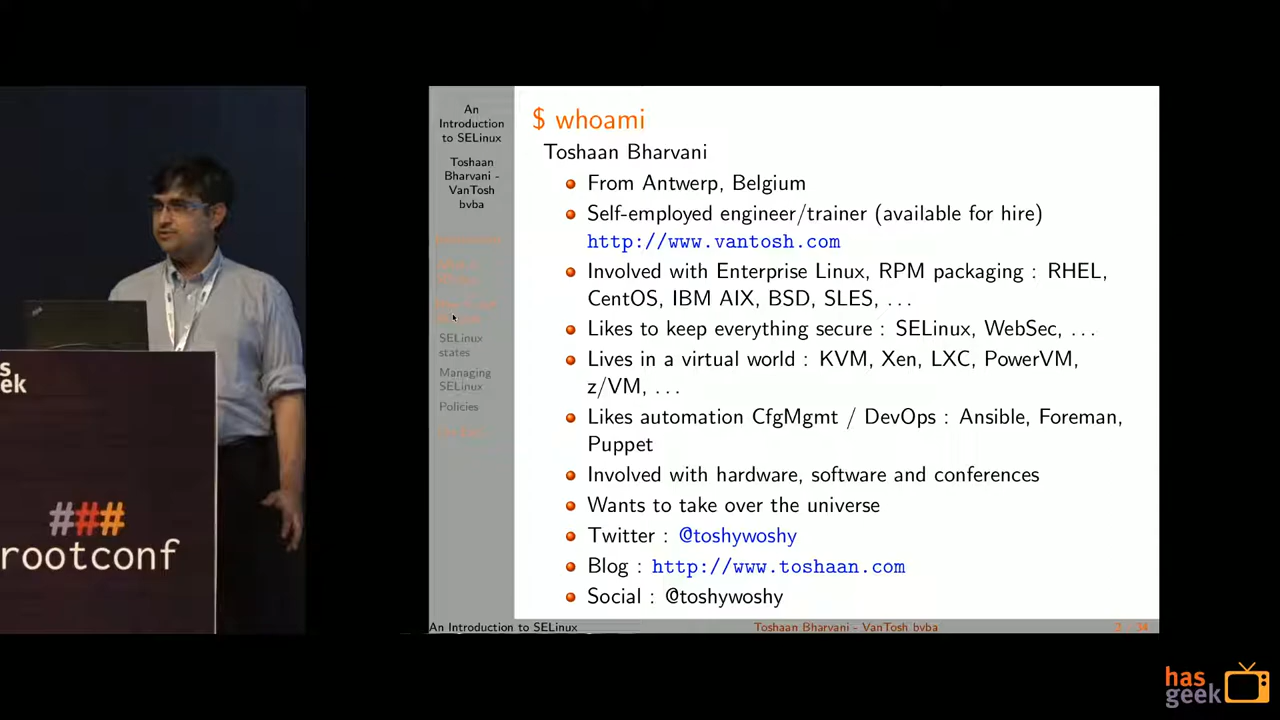 An
Introduction
to SELinux
Toshaan
Bharvani -
VanTosh
bvba
SELinux
states
Managing
SELinux
Policies
$ whoami
Toshaan Bharvani
From Antwerp, Belgium
Self-employed engineer/trainer (available for hire)
http://www.vantosh.com
Involved with Enterprise Linux, RPM packaging : RHEL,
CentOS, IBM AIX, BSD, SLES, ...
Likes to keep everything secure : SELinux, WebSec, ...
Lives in a virtual world : KVM, Xen, LXC, PowerVM,
z/VM, ...
Likes automation CfgMgmt / DevOps : Ansible, Foreman,
Puppet
Involved with hardware, software and conferences
Wants to take over the universe
Twitter : @toshywoshy
Blog : http://www.toshaan.com
Social : @toshywoshy
An Introduction to SELinux
Toshaan Bharvani - VanTosh bvba
34
s
ek
###
rootconf
has
geek